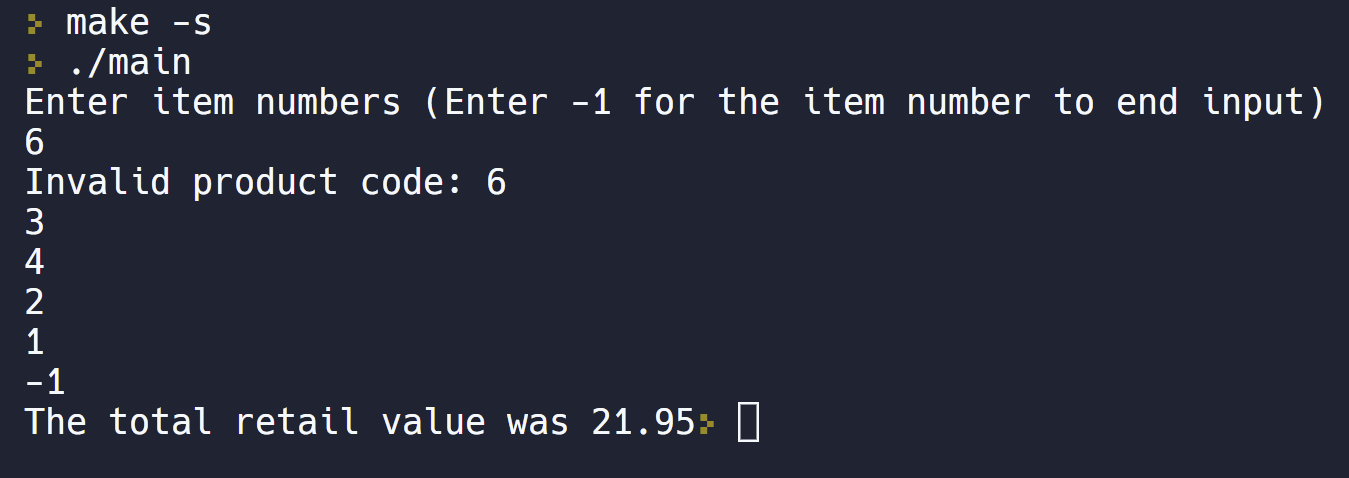 make -s
./main
Enter item numbers (Enter -1 for the item number to end input)
6
Invalid product code: 6
3
4
2
1
-1
The total retail value was 21.95